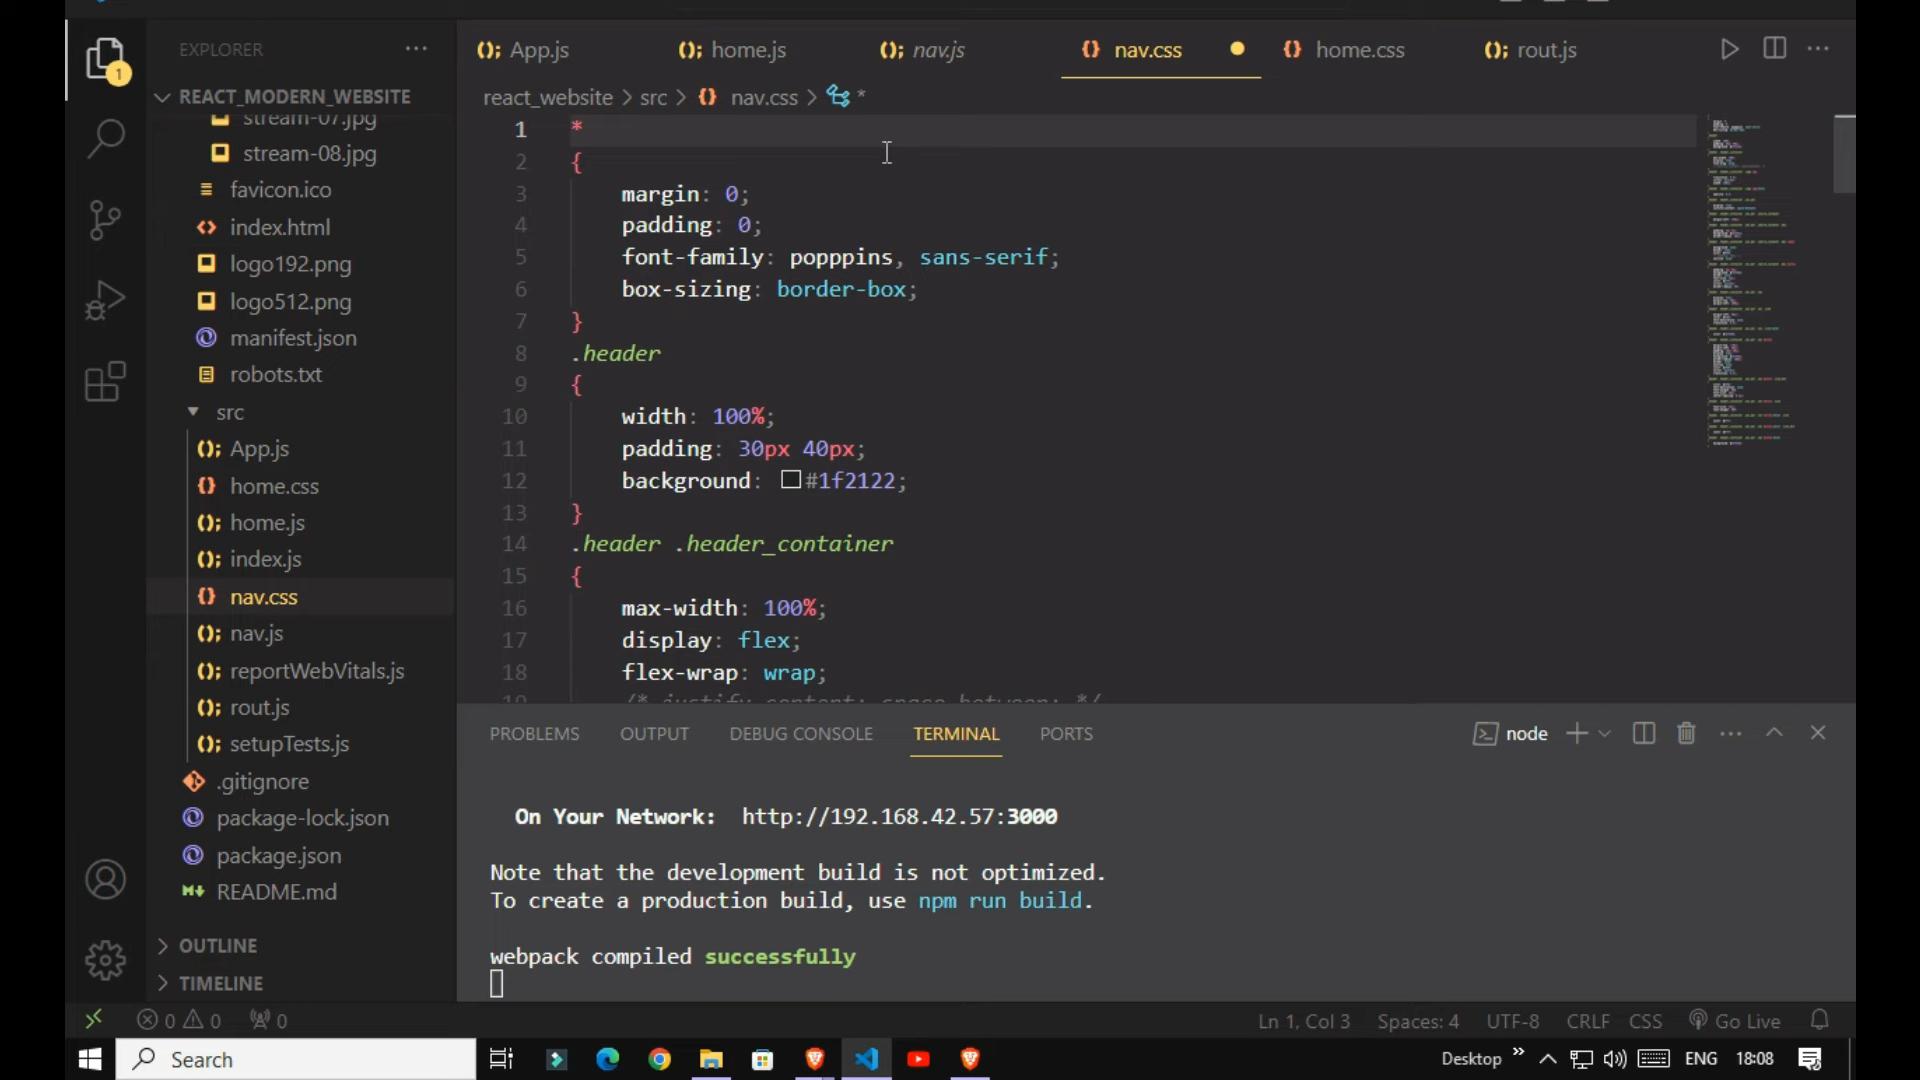 EXPLORER
REACT_MODERN_WEBSITE
stream-07.jpg
stream-08.jpg
favicon.ico
index.html
logo192.png
logo512.png
manifest.json
robots.txt
src
App.js
home.css
home.js
index.js
nav.css
nav.js
reportWebVitals.js
rout.js
setupTests.js
.gitignore
package-lock.json
package.json
README.md
OUTLINE
TIMELINE
1
App.js home.js nav.js nav.css home.css rout.js
react_website > src > nav.css > *
1 *
2 {
3 margin: 0;
4 padding: 0;
5 font-family: popppins, sans-serif;
6 box-sizing: border-box;
7 }
8 .header
9 {
10 width: 100%;
11 padding: 30px 40px;
12 background: #1f2122;
13 }
14 .header .header_container
15 {
16 max-width: 100%;
17 display: flex;
18 flex-wrap: wrap;
19 /* justify-content: space-between; */
PROBLEMS OUTPUT DEBUG CONSOLE TERMINAL PORTS node
On Your Network: http://192.168.42.57:3000
Note that the development build is not optimized.
To create a production build, use npm run build.
webpack compiled successfully
0 0 0 Ln 1, Col 3 Spaces: 4 UTF-8 CRLF CSS Go Live
Search Desktop ENG 18:08